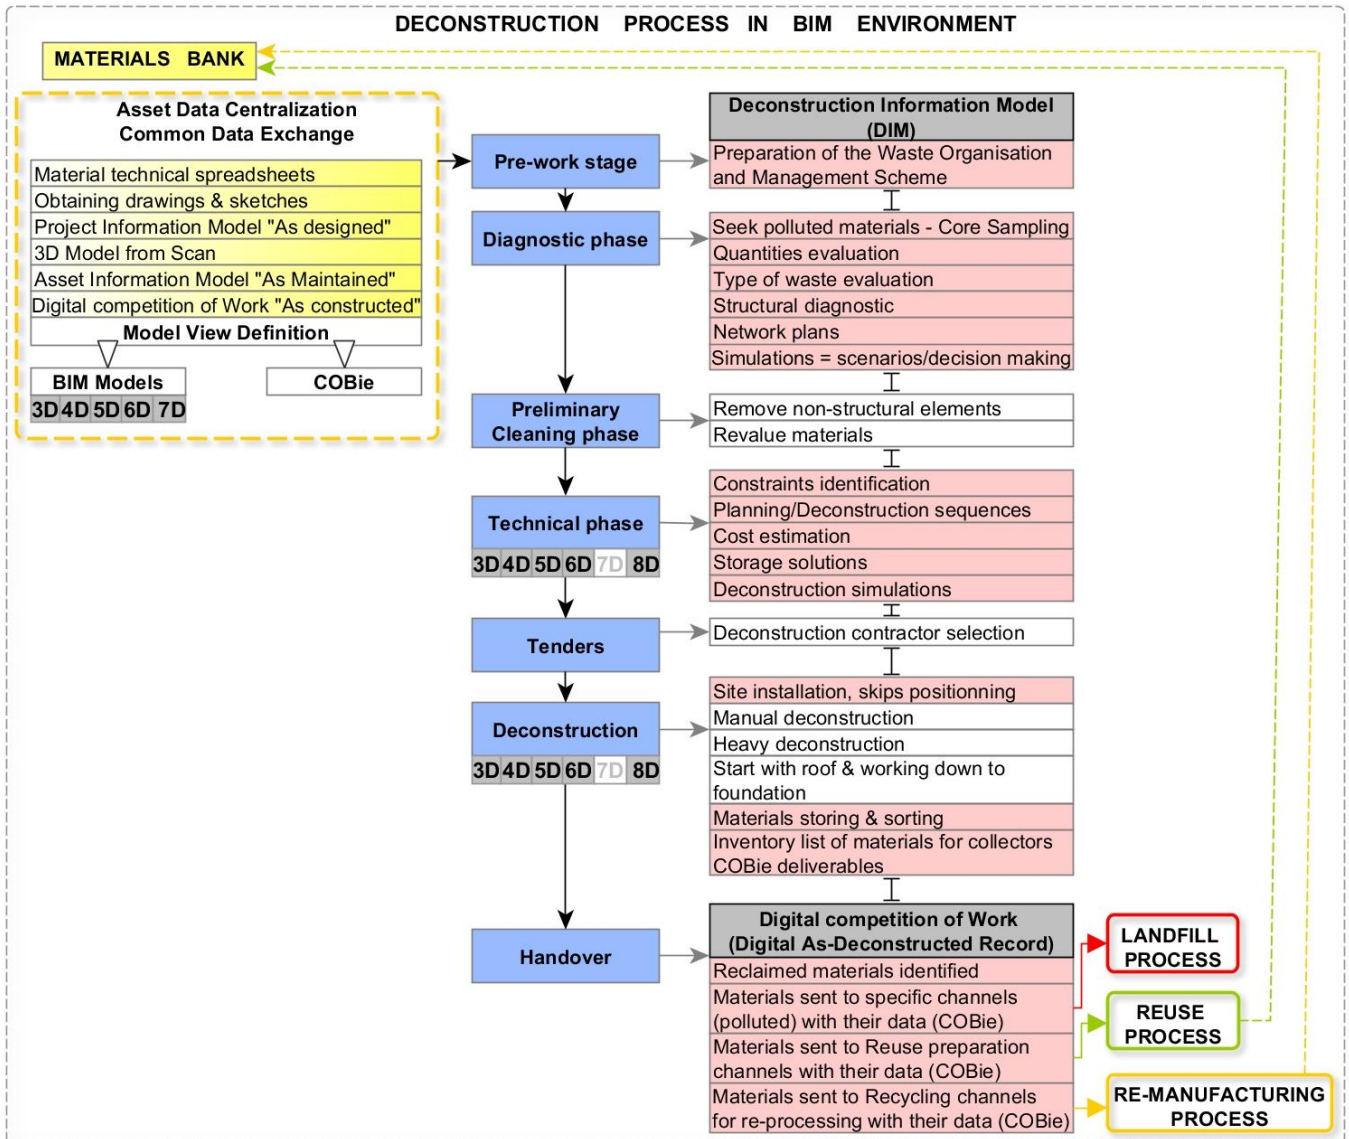 DECONSTRUCTION PROCESS IN BIM ENVIRONMENT
MATERIALS BANK
Asset Data Centralization
Common Data Exchange
Material technical spreadsheets
Obtaining drawings & sketches
Project Information Model "As designed"
3D Model from Scan
Asset Information Model "As Maintained"
Digital competition of Work "As constructed"
Model View Definition
BIM Models
3D 4D 5D 6D 7D
COBie
Pre-work stage
Diagnostic phase
Preliminary
Cleaning phase
Technical phase
3D 4D 5D 6D 7D 8D
Tenders
Deconstruction
3D 4D 5D 6D 7D 8D
Handover
Deconstruction Information Model
(DIM)
Preparation of the Waste Organisation
and Management Scheme
Seek polluted materials - Core Sampling
Quantities evaluation
Type of waste evaluation
Structural diagnostic
Network plans
Simulations = scenarios/decision making
Remove non-structural elements
Revalue materials
Constraints identification
Planning/Deconstruction sequences
Cost estimation
Storage solutions
Deconstruction simulations
Deconstruction contractor selection
Site installation, skips positionning
Manual deconstruction
Heavy deconstruction
Start with roof & working down to
foundation
Materials storing & sorting
Inventory list of materials for collectors
COBie deliverables
Digital competition of Work
(Digital As-Deconstructed Record)
Reclaimed materials identified
Materials sent to specific channels
(polluted) with their data (COBie)
Materials sent to Reuse preparation
channels with their data (COBie)
Materials sent to Recycling channels
for re-processing with their data (COBie)
LANDFILL
PROCESS
REUSE
PROCESS
RE-MANUFACTURING
PROCESS